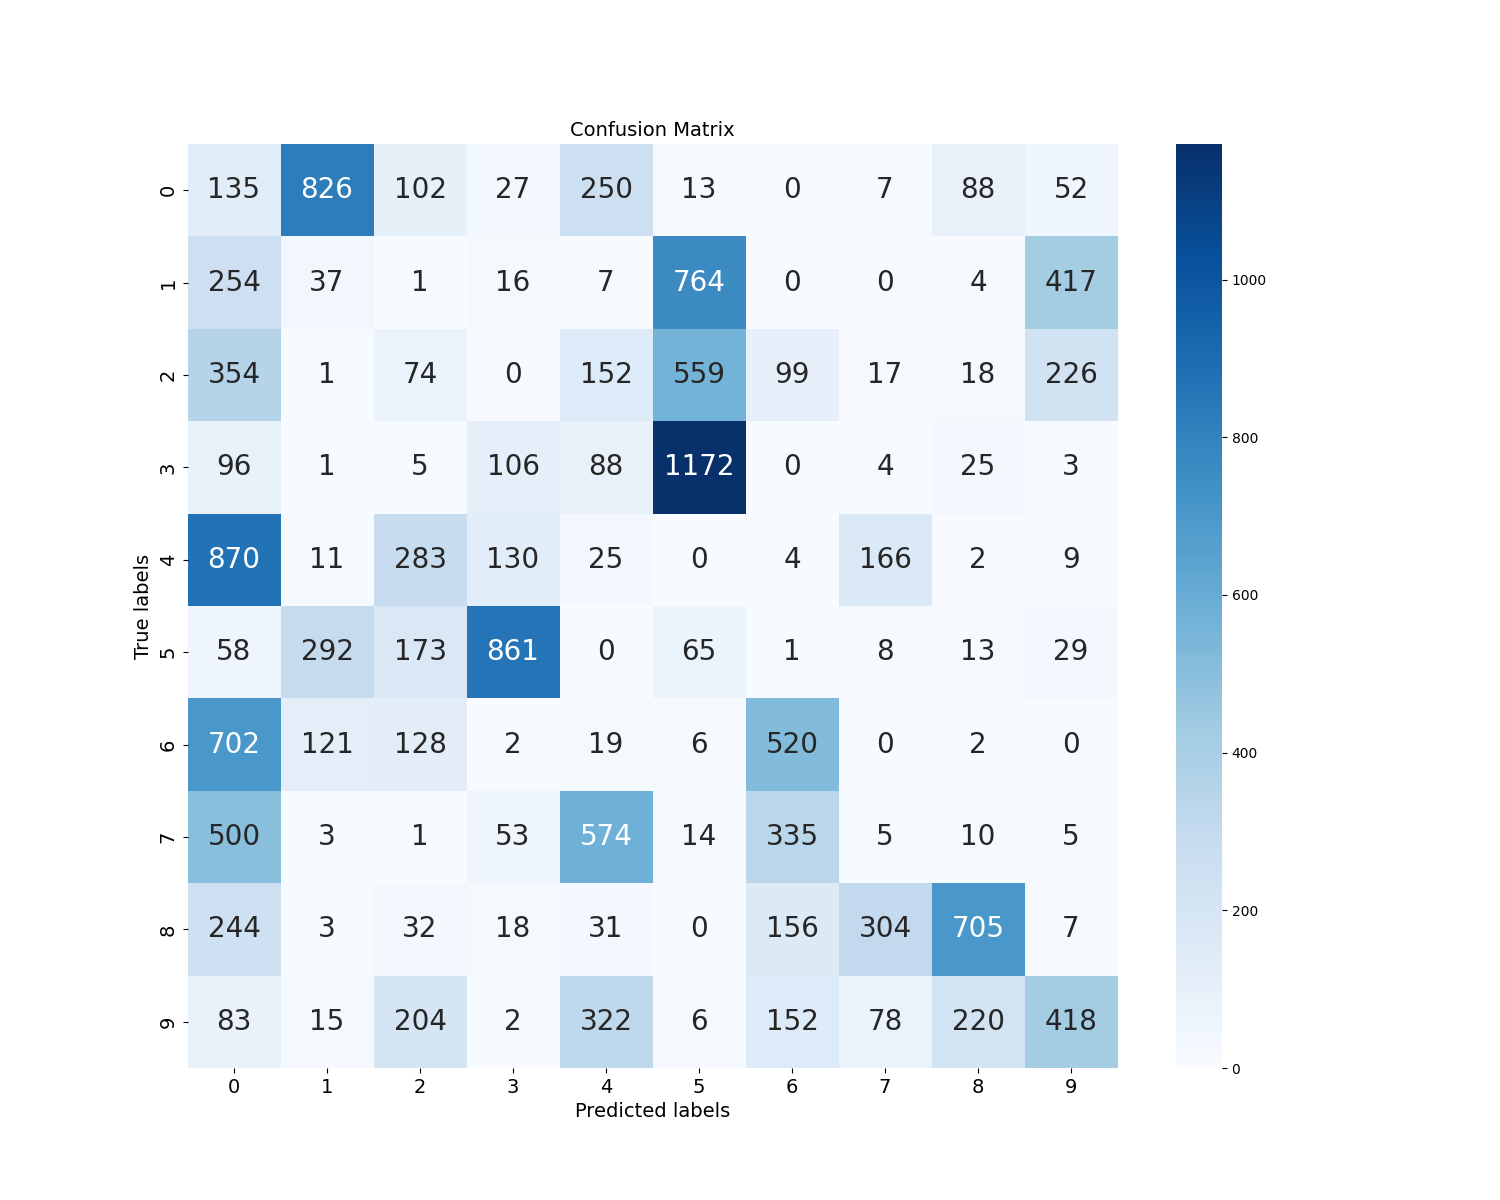 Confusion Matrix
True labels
0 135 826 102 27 250 13 0 7 88 52
1 254 37 1 16 7 764 0 0 4 417
2 354 1 74 0 152 559 99 17 18 226
3 96 1 5 106 88 1172 0 4 25 3
4 870 11 283 130 25 0 4 166 2 9
5 58 292 173 861 0 65 1 8 13 29
6 702 121 128 2 19 6 520 0 2 0
7 500 3 1 53 574 14 335 5 10 5
8 244 3 32 18 31 0 156 304 705 7
9 83 15 204 2 322 6 152 78 220 418
0 1 2 3 4 5 6 7 8 9
Predicted labels
1000
800
600
400
200
0